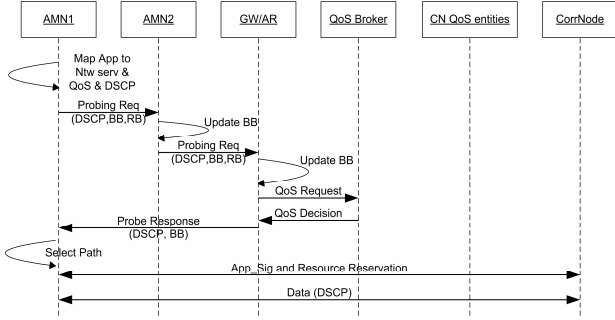 AMN1
AMN2
GW/AR
QoS Broker
CN QoS entities
CorrNode
Map App to
Ntw serv &
QoS & DSCP
Probing Req
(DSCP,BB,RB)
Update BB
Probing Req
(DSCP,BB,RB)
Update BB
QoS Request
QoS Decision
Probe Response
(DSCP, BB)
Select Path
App_Sig and Resource Reservation
Data (DSCP)